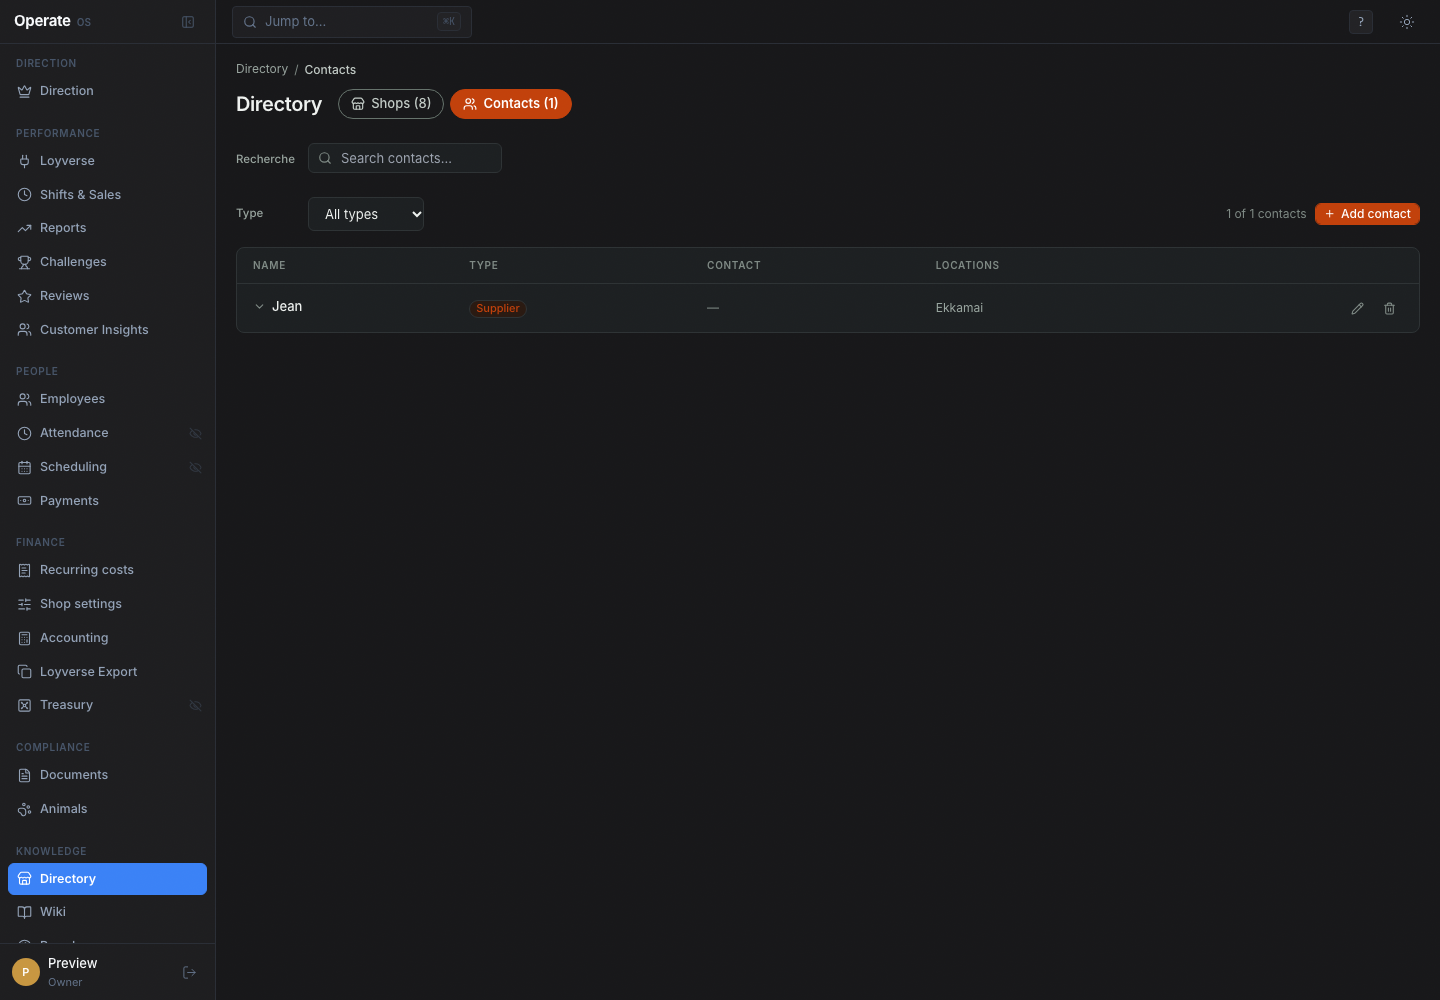 Operate OS
Jump to...
⌘K
?
DIRECTION
Direction
PERFORMANCE
Loyverse
Shifts & Sales
Reports
Challenges
Reviews
Customer Insights
PEOPLE
Employees
Attendance
Scheduling
Payments
FINANCE
Recurring costs
Shop settings
Accounting
Loyverse Export
Treasury
COMPLIANCE
Documents
Animals
KNOWLEDGE
Directory
Wiki
P
Preview
Owner
Directory / Contacts
Directory
Shops (8)
Contacts (1)
Recherche
Search contacts...
Type
All types
1 of 1 contacts
+ Add contact
NAME TYPE CONTACT LOCATIONS
Jean Supplier — Ekkamai